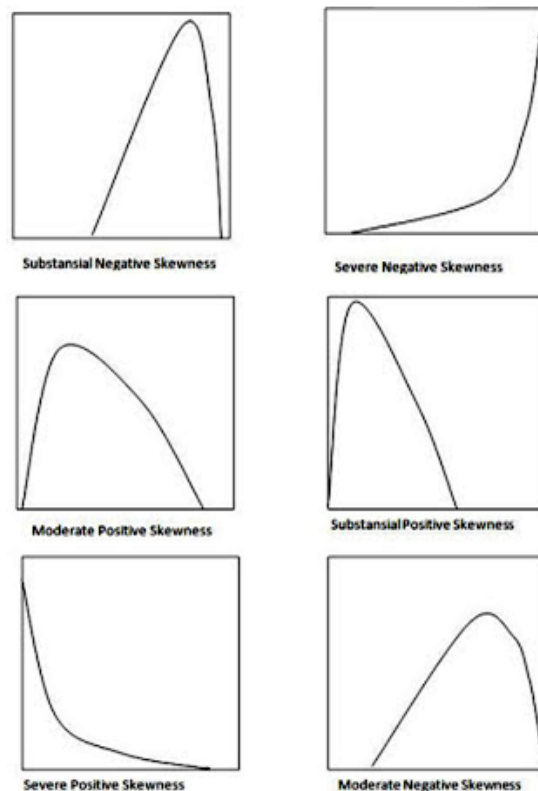 Substansial Negative Skewness
Severe Negative Skewness
Moderate Positive Skewness
Substansial Positive Skewness
Severe Positive Skewness
Moderate Negative Skewness